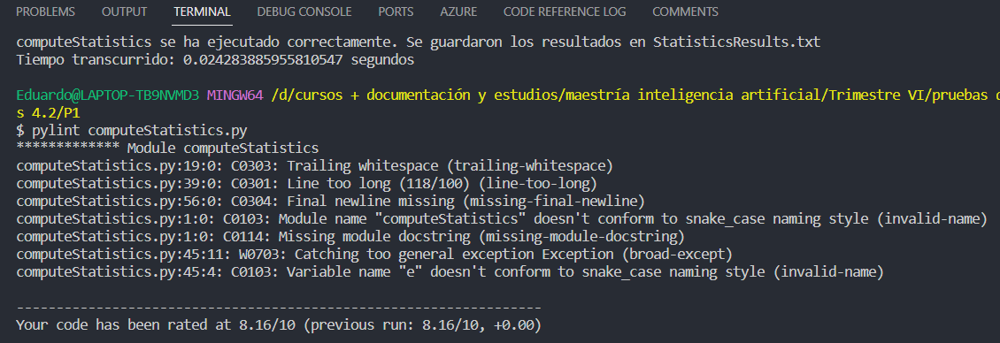 PROBLEMS OUTPUT TERMINAL DEBUG CONSOLE PORTS AZURE CODE REFERENCE LOG COMMENTS
computeStatistics se ha ejecutado correctamente. Se guardaron los resultados en StatisticsResults.txt
Tiempo transcurrido: 0.024283885955810547 segundos
Eduardo@LAPTOP-TB9NVMD3 MINGW64 /d/cursos + documentación y estudios/maestría inteligencia artificial/Trimestre VI/pruebas
s 4.2/P1
$ pylint computeStatistics.py
************* Module computeStatistics
computeStatistics.py:19:0: C0303: Trailing whitespace (trailing-whitespace)
computeStatistics.py:39:0: C0301: Line too long (118/100) (line-too-long)
computeStatistics.py:56:0: C0304: Final newline missing (missing-final-newline)
computeStatistics.py:1:0: C0103: Module name "computeStatistics" doesn't conform to snake_case naming style (invalid-name)
computeStatistics.py:1:0: C0114: Missing module docstring (missing-module-docstring)
computeStatistics.py:45:11: W0703: Catching too general exception Exception (broad-except)
computeStatistics.py:45:4: C0103: Variable name "e" doesn't conform to snake_case naming style (invalid-name)
------------------------------------------------------------------
Your code has been rated at 8.16/10 (previous run: 8.16/10, +0.00)